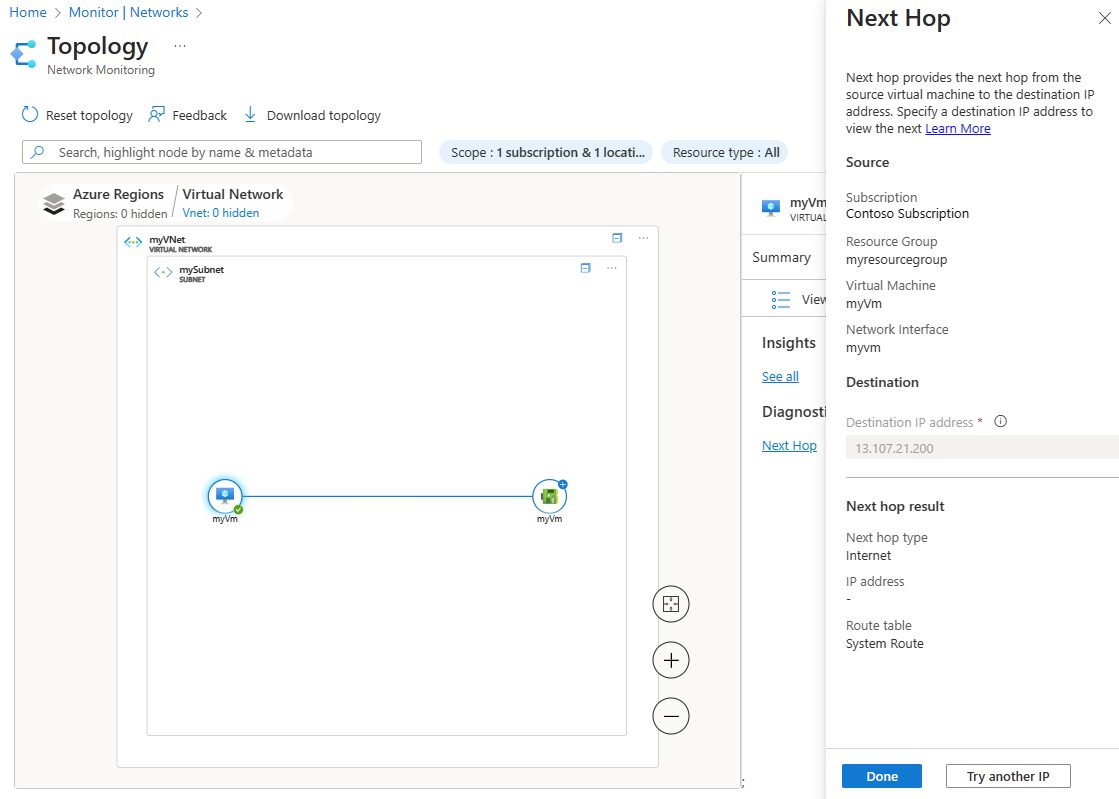 Home > Monitor | Networks >
Topology ...
Network Monitoring
Reset topology Feedback Download topology
Search, highlight node by name & metadata
Scope : 1 subscription & 1 locati... Resource type : All
Azure Regions / Virtual Network
Regions: 0 hidden Vnet: 0 hidden
myVNet
VIRTUAL NETWORK
mySubnet
SUBNET
myVm myVm
myVm
VIRTUAL
Summary
View
Insights
See all
Diagnosti
Next Hop
;
Next Hop
Next hop provides the next hop from the
source virtual machine to the destination IP
address. Specify a destination IP address to
view the next Learn More
Source
Subscription
Contoso Subscription
Resource Group
myresourcegroup
Virtual Machine
myVm
Network Interface
myvm
Destination
Destination IP address *
13.107.21.200
Next hop result
Next hop type
Internet
IP address
-
Route table
System Route
Done Try another IP